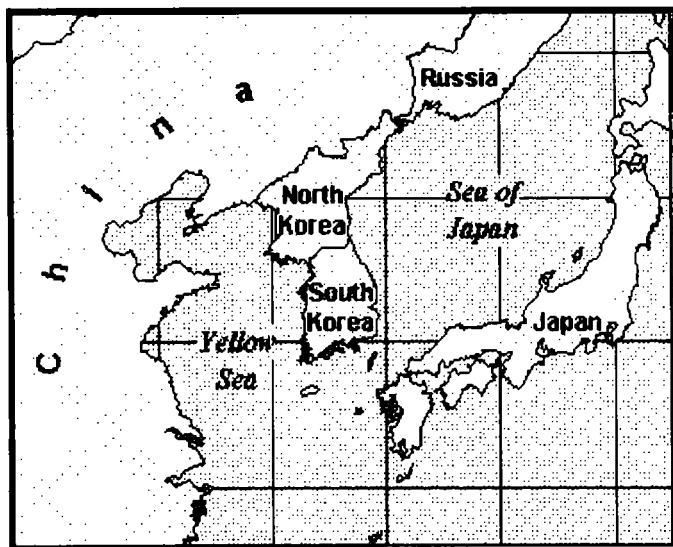 Russia
China
North
Korea
Sea of
Japan
South
Korea
Japan
Yellow
Sea